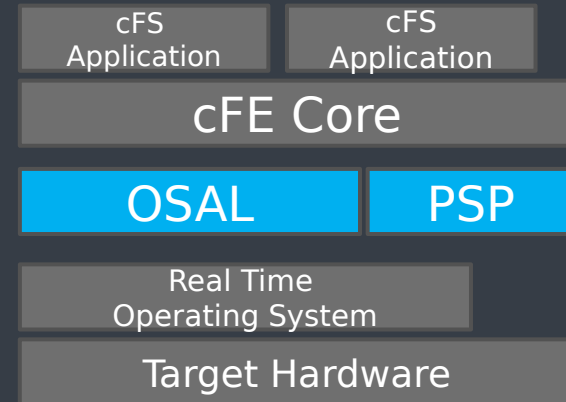 cFS
Application
cFS
Application
cFE Core
OSAL
PSP
Real Time
Operating System
Target Hardware